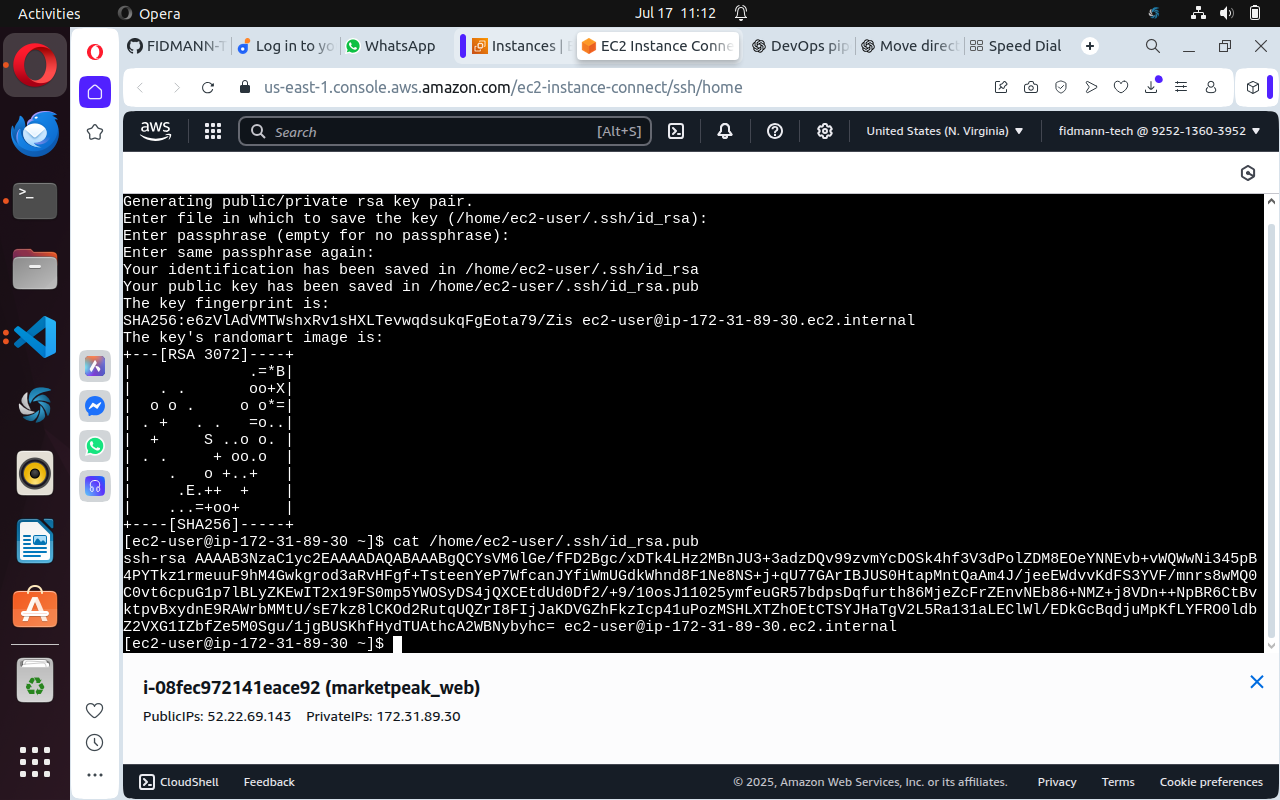 Activities
Opera
Jul 17 11:12
FIDMANN-T
Log in to yo
WhatsApp
Instances | E
EC2 Instance Conne
DevOps pip
Move direct
Speed Dial
us-east-1.console.aws.amazon.com/ec2-instance-connect/ssh/home
aws
Search
[Alt+S]
United States (N. Virginia)
fidmann-tech @ 9252-1360-3952
Generating public/private rsa key pair.
Enter file in which to save the key (/home/ec2-user/.ssh/id_rsa):
Enter passphrase (empty for no passphrase):
Enter same passphrase again:
Your identification has been saved in /home/ec2-user/.ssh/id_rsa
Your public key has been saved in /home/ec2-user/.ssh/id_rsa.pub
The key fingerprint is:
SHA256:e6zVlAdVMTWshxRv1sHXLTevwqdsukqFgEota79/Zis ec2-user@ip-172-31-89-30.ec2.internal
The key's randomart image is:
+---[RSA 3072]----+
|             .=*B|
|   . .       oo+X|
|  o o .     o o*=|
| . +   . .   =o..|
|  +     S ..o o. |
| . .     + oo.o  |
|    .   o +..+   |
|     .E.++  +    |
|    ...=+oo+     |
+----[SHA256]-----+
[ec2-user@ip-172-31-89-30 ~]$ cat /home/ec2-user/.ssh/id_rsa.pub
ssh-rsa AAAAB3NzaC1yc2EAAAADAQABAAABgQCYsVM6lGe/fFD2Bgc/xDTk4LHz2MBnJU3+3adzDQv99zvmYcDOSk4hf3V3dPolZDM8EOeYNNEvb+vWQWwNi345pB
4PYTkz1rmeuuF9hM4Gwkgrod3aRvHFgf+TsteenYeP7WfcanJYfiWmUGdkWhnd8F1Ne8NS+j+qU77GArIBJUS0HtapMntQaAm4J/jeeEWdvvKdFS3YVF/mnrs8wMQ0
C0vt6cpuG1p7lBLyZKEwIT2x19FS0mp5YWOSyDS4jQXCEtdUd0Df2/+9/10osJ11025ymfeuGR57bdpsDqfurth86MjeZcFrZEnvNEb86+NMZ+j8VDn++NpBR6CtBv
ktpvBxydnE9RAWrbMMtU/sE7kz8lCKOd2RutqUQZrI8FIjJaKDVGZhFkzIcp41uPozMSHLXTZhOEtCTSYJHaTgV2L5Ra131aLEClWl/EDkGcBqdjuMpKfLYFRO0ldb
Z2VXG1IZbfZe5M0Sgu/1jgBUSKhfHydTUAthcA2WBNybyhc= ec2-user@ip-172-31-89-30.ec2.internal
[ec2-user@ip-172-31-89-30 ~]$
i-08fec972141eace92 (marketpeak_web)
PublicIPs: 52.22.69.143 PrivateIPs: 172.31.89.30
CloudShell
Feedback
© 2025, Amazon Web Services, Inc. or its affiliates.
Privacy
Terms
Cookie preferences